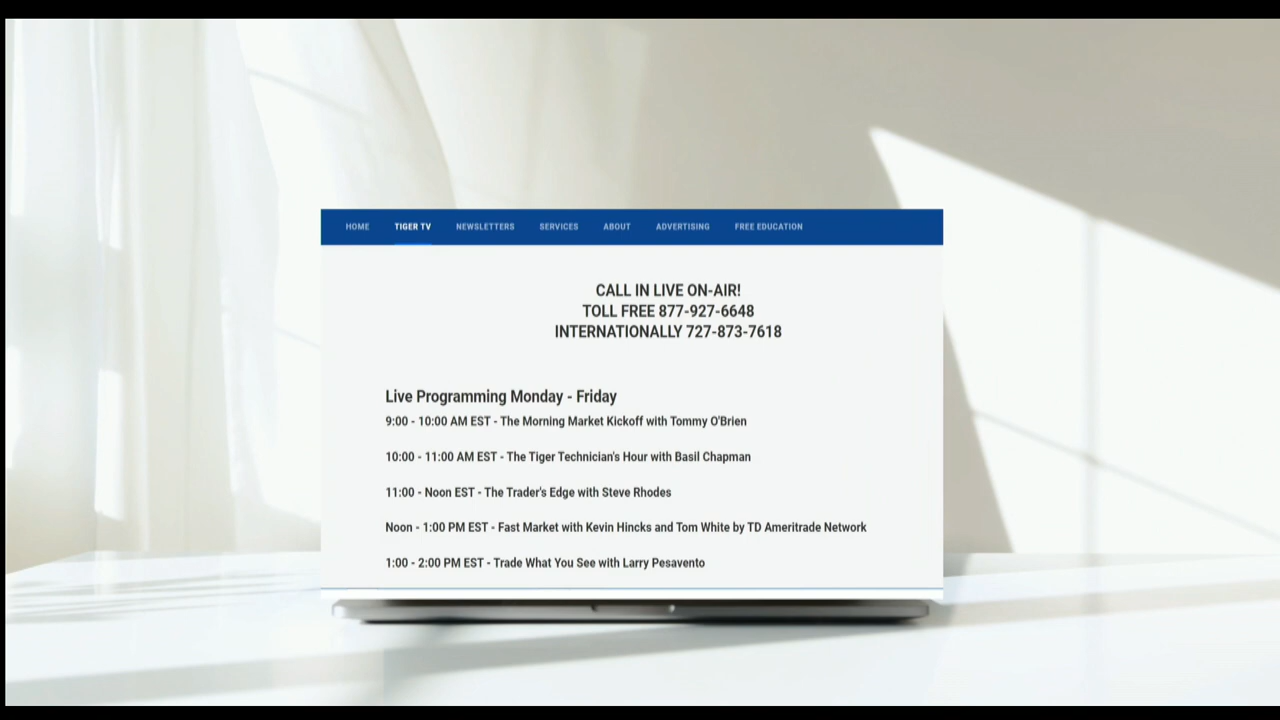 HOME TIGER TV NEWSLETTERS SERVICES ABOUT ADVERTISING FREE EDUCATION
CALL IN LIVE ON-AIR!
TOLL FREE 877-927-6648
INTERNATIONALLY 727-873-7618
Live Programming Monday - Friday
9:00 - 10:00 AM EST - The Morning Market Kickoff with Tommy O'Brien
10:00 - 11:00 AM EST - The Tiger Technician's Hour with Basil Chapman
11:00 - Noon EST - The Trader's Edge with Steve Rhodes
Noon - 1:00 PM EST - Fast Market with Kevin Hincks and Tom White by TD Ameritrade Network
1:00 - 2:00 PM EST - Trade What You See with Larry Pesavento